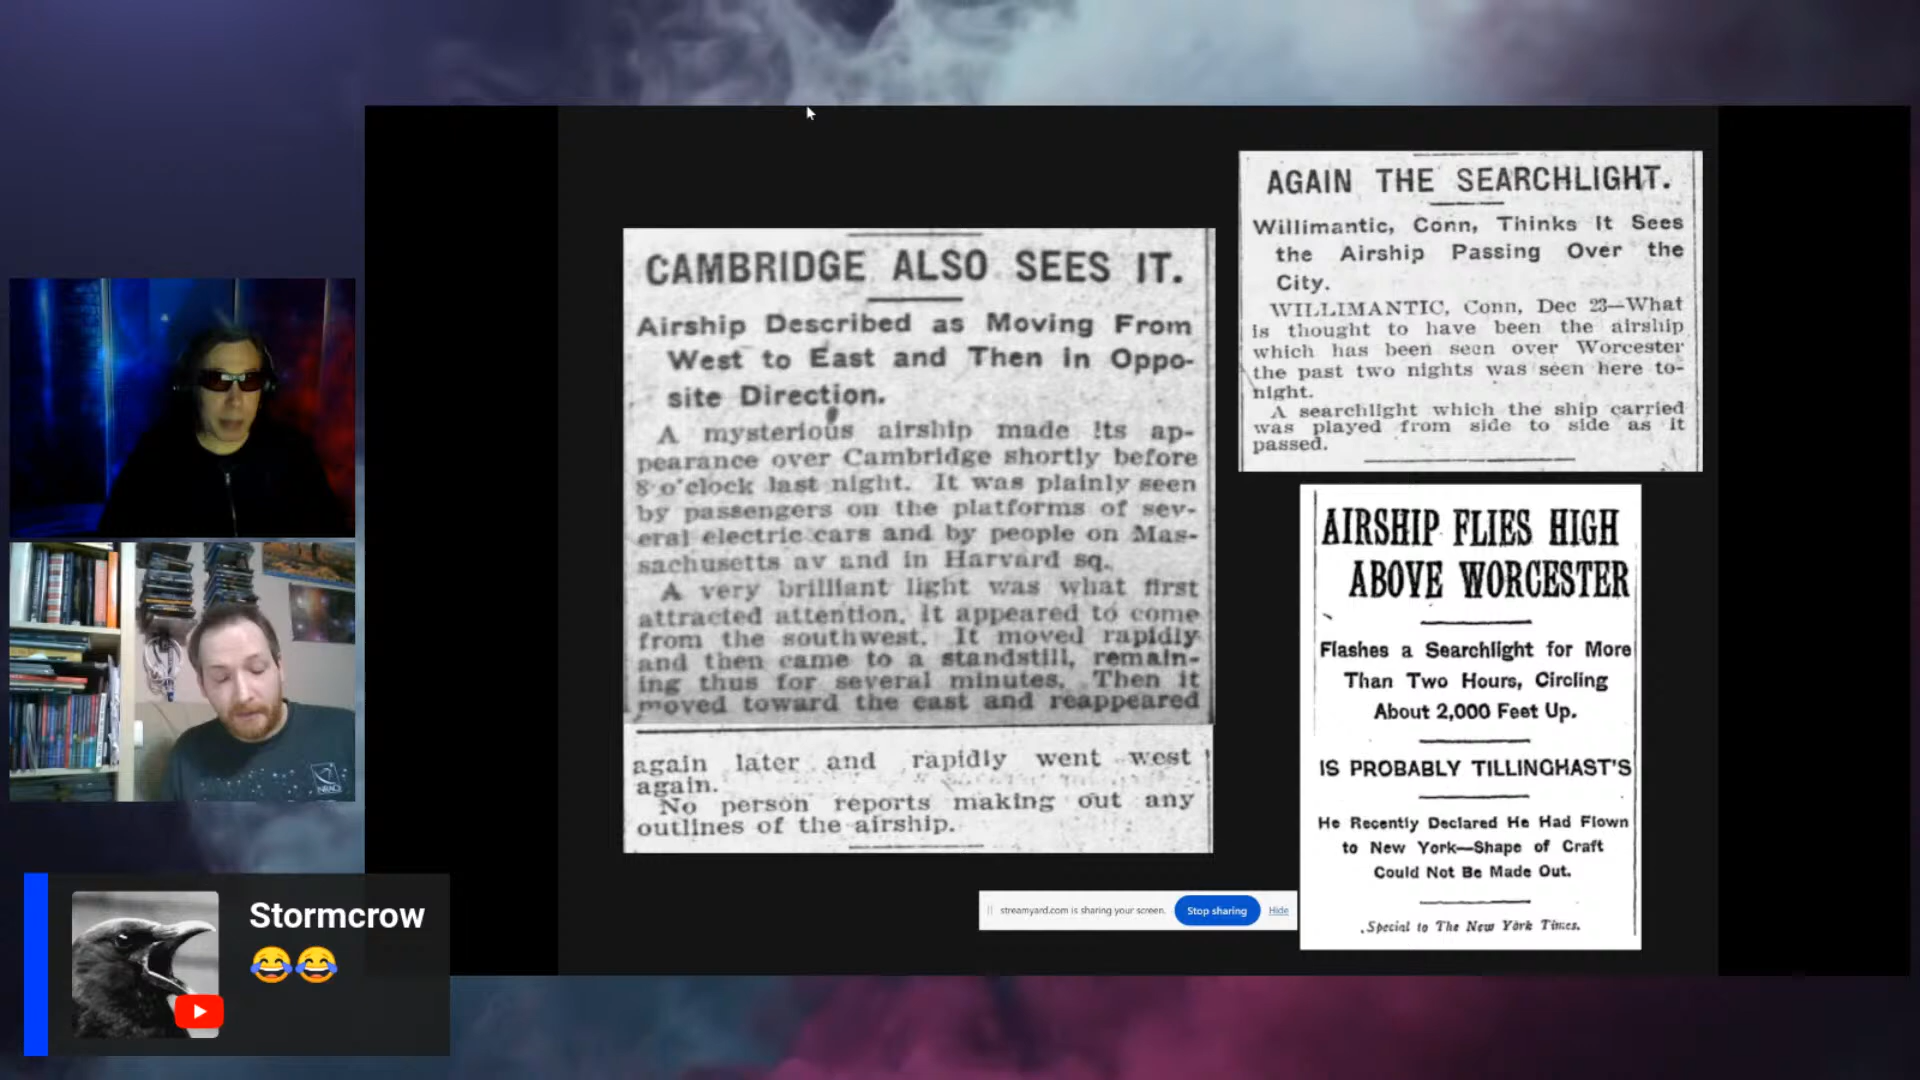 CAMBRIDGE ALSO SEES IT.
Airship Described as Moving From
West to East and Then in Oppo-
site Direction.
A mysterious airship made its ap-
pearance over Cambridge shortly before
8 o'clock last night. It was plainly seen
by passengers on the platforms of sev-
eral electric cars and by people on Mas-
sachusetts av and in Harvard sq.
A very brilliant light was what first
attracted attention. It appeared to come
from the southwest. It moved rapidly
and then came to a standstill, remain-
ing thus for several minutes. Then it
moved toward the east and reappeared
again later and rapidly went west
again.
No person reports making out any
outlines of the airship.
AGAIN THE SEARCHLIGHT.
Willimantic, Conn, Thinks It Sees
the Airship Passing Over the
City.
WILLIMANTIC, Conn, Dec 23—What
is thought to have been the airship
which has been seen over Worcester
the past two nights was seen here to-
night.
A searchlight which the ship carried
was played from side to side as it
passed.
AIRSHIP FLIES HIGH
ABOVE WORCESTER
Flashes a Searchlight for More
Than Two Hours, Circling
About 2,000 Feet Up.
IS PROBABLY TILLINGHAST'S
He Recently Declared He Had Flown
to New York—Shape of Craft
Could Not Be Made Out.
Special to The New York Times.
streamyard.com is sharing your screen.
Stop sharing
Hide
Stormcrow
😂😂
NRAO